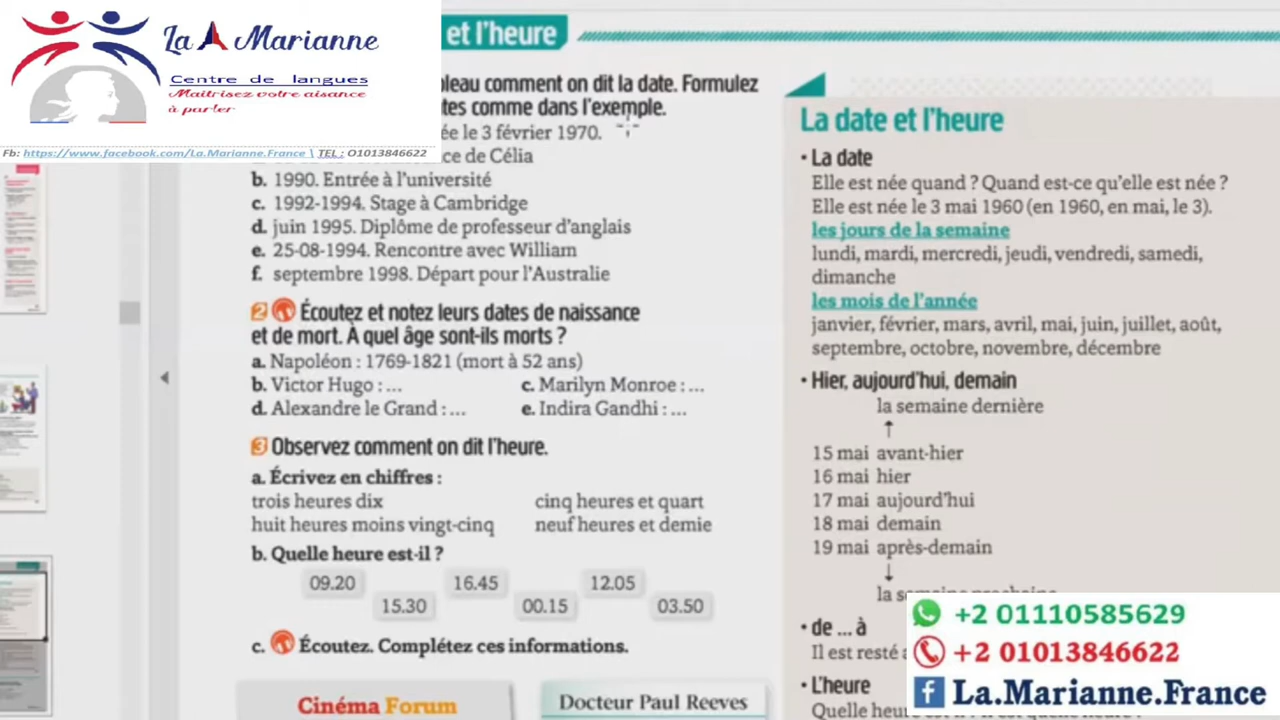 La Marianne
Centre de langues
Maitrisez votre aisance
à parler
Fb: https://www.facebook.com/La.Marianne.France \ TEL : 01013846622
et l'heure
bleau comment on dit la date. Formulez
tes comme dans l'exemple.
ée le 3 février 1970.
ce de Célia
b. 1990. Entrée à l'université
c. 1992-1994. Stage à Cambridge
d. juin 1995. Diplôme de professeur d'anglais
e. 25-08-1994. Rencontre avec William
f. septembre 1998. Départ pour l'Australie
2 Écoutez et notez leurs dates de naissance
et de mort. À quel âge sont-ils morts ?
a. Napoléon : 1769-1821 (mort à 52 ans)
b. Victor Hugo : ... c. Marilyn Monroe : ...
d. Alexandre le Grand : ... e. Indira Gandhi : ...
3 Observez comment on dit l'heure.
a. Écrivez en chiffres :
trois heures dix cinq heures et quart
huit heures moins vingt-cinq neuf heures et demie
b. Quelle heure est-il ?
09.20 16.45 12.05
15.30 00.15 03.50
c. Écoutez. Complétez ces informations.
Cinéma Forum
Docteur Paul Reeves
La date et l'heure
• La date
Elle est née quand ? Quand est-ce qu'elle est née ?
Elle est née le 3 mai 1960 (en 1960, en mai, le 3).
les jours de la semaine
lundi, mardi, mercredi, jeudi, vendredi, samedi,
dimanche
les mois de l'année
janvier, février, mars, avril, mai, juin, juillet, août,
septembre, octobre, novembre, décembre
• Hier, aujourd'hui, demain
la semaine dernière
15 mai avant-hier
16 mai hier
17 mai aujourd'hui
18 mai demain
19 mai après-demain
la
• de ... à
Il est resté
• L'heure
Quelle
+2 01110585629
+2 01013846622
La.Marianne.France